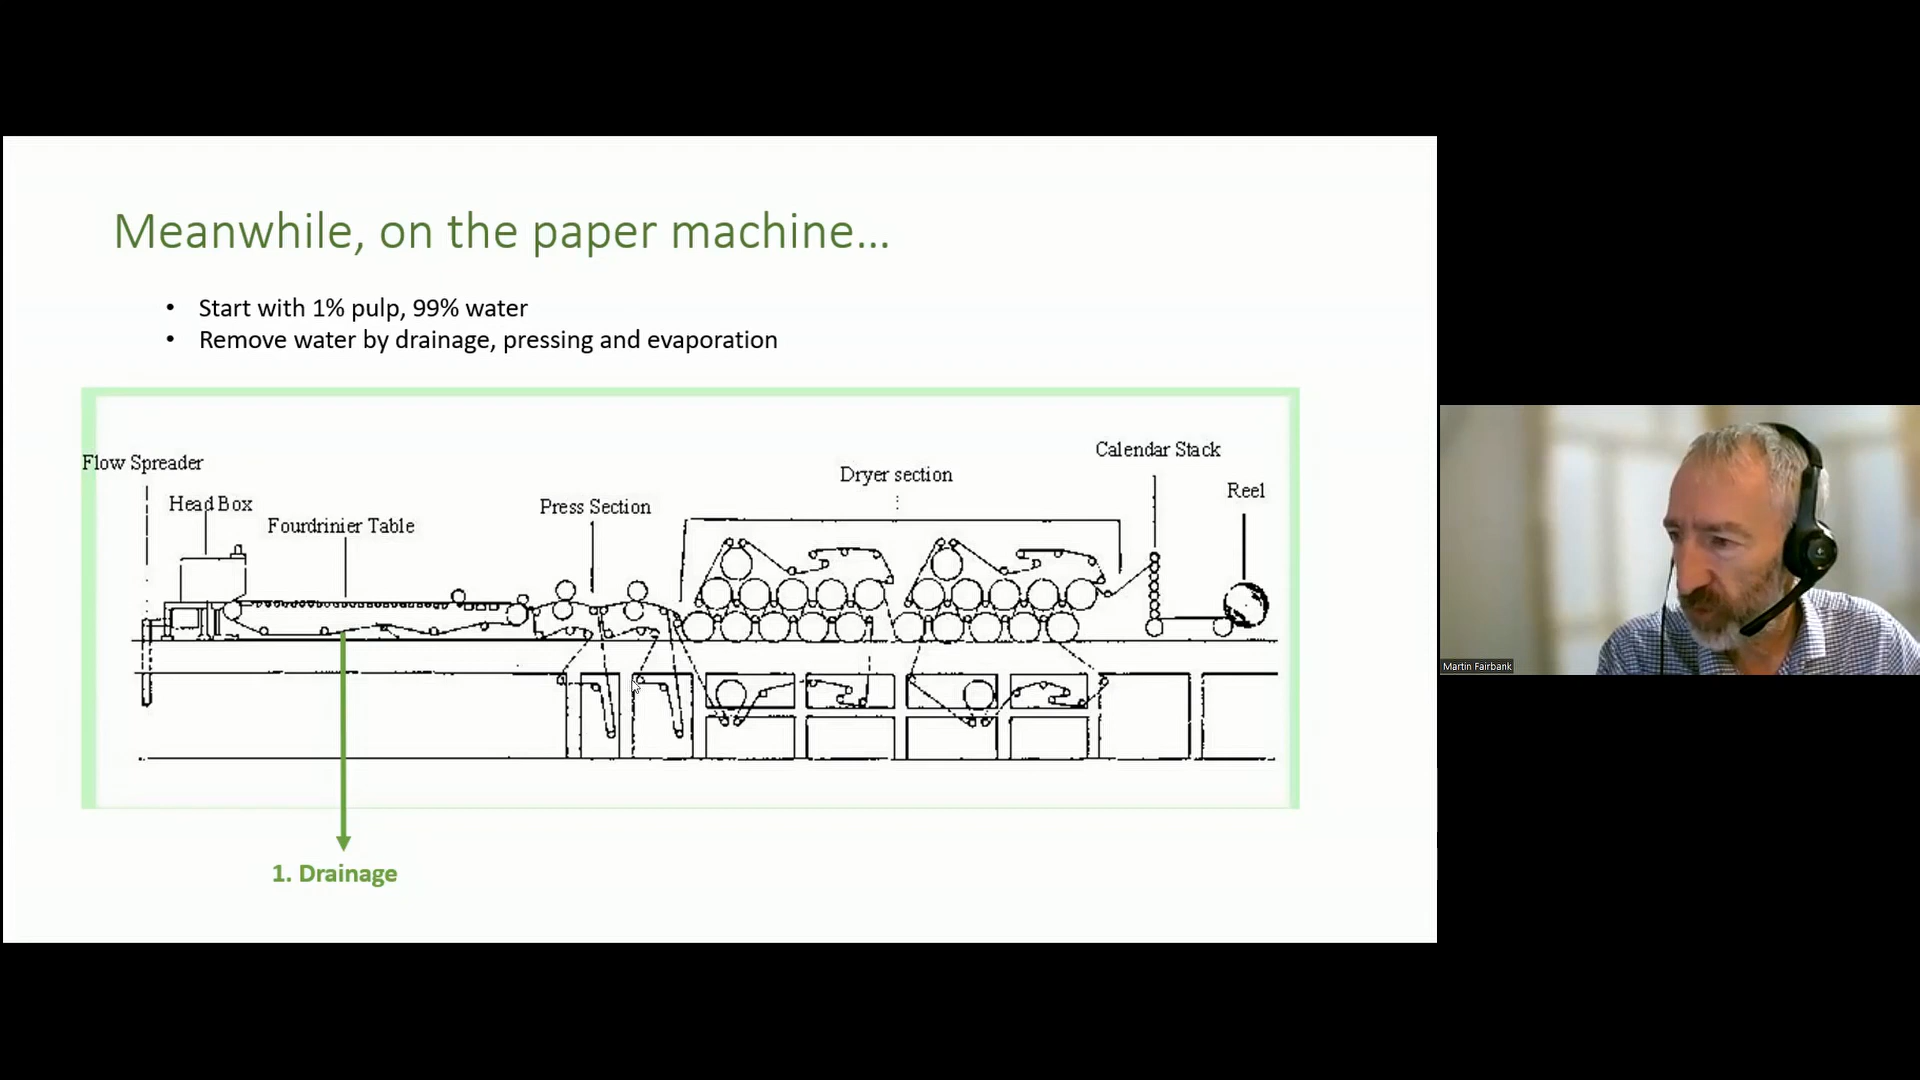 Meanwhile, on the paper machine...
• Start with 1% pulp, 99% water
• Remove water by drainage, pressing and evaporation
Flow Spreader
Head Box
Fourdrinier Table
Press Section
Dryer section
Calendar Stack
Reel
1. Drainage
Martin Fairbank